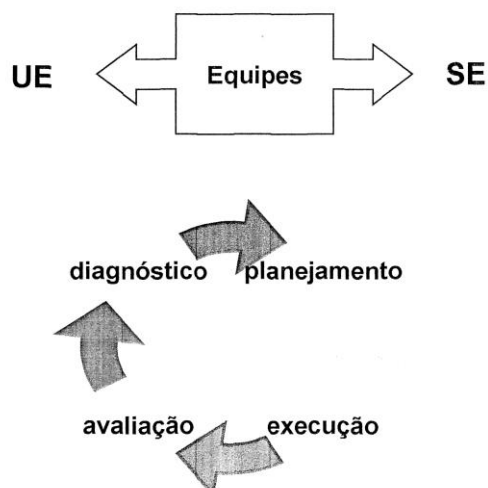 UE Equipes SE
diagnóstico planejamento
avaliação execução